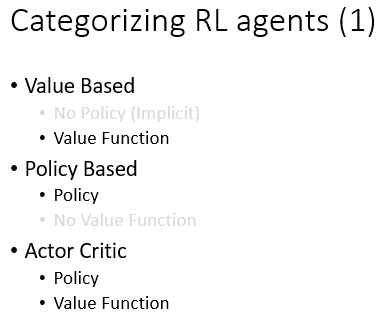 Categorizing RL agents (1)
• Value Based
• No Policy (Implicit)
• Value Function
• Policy Based
• Policy
• No Value Function
• Actor Critic
• Policy
• Value Function